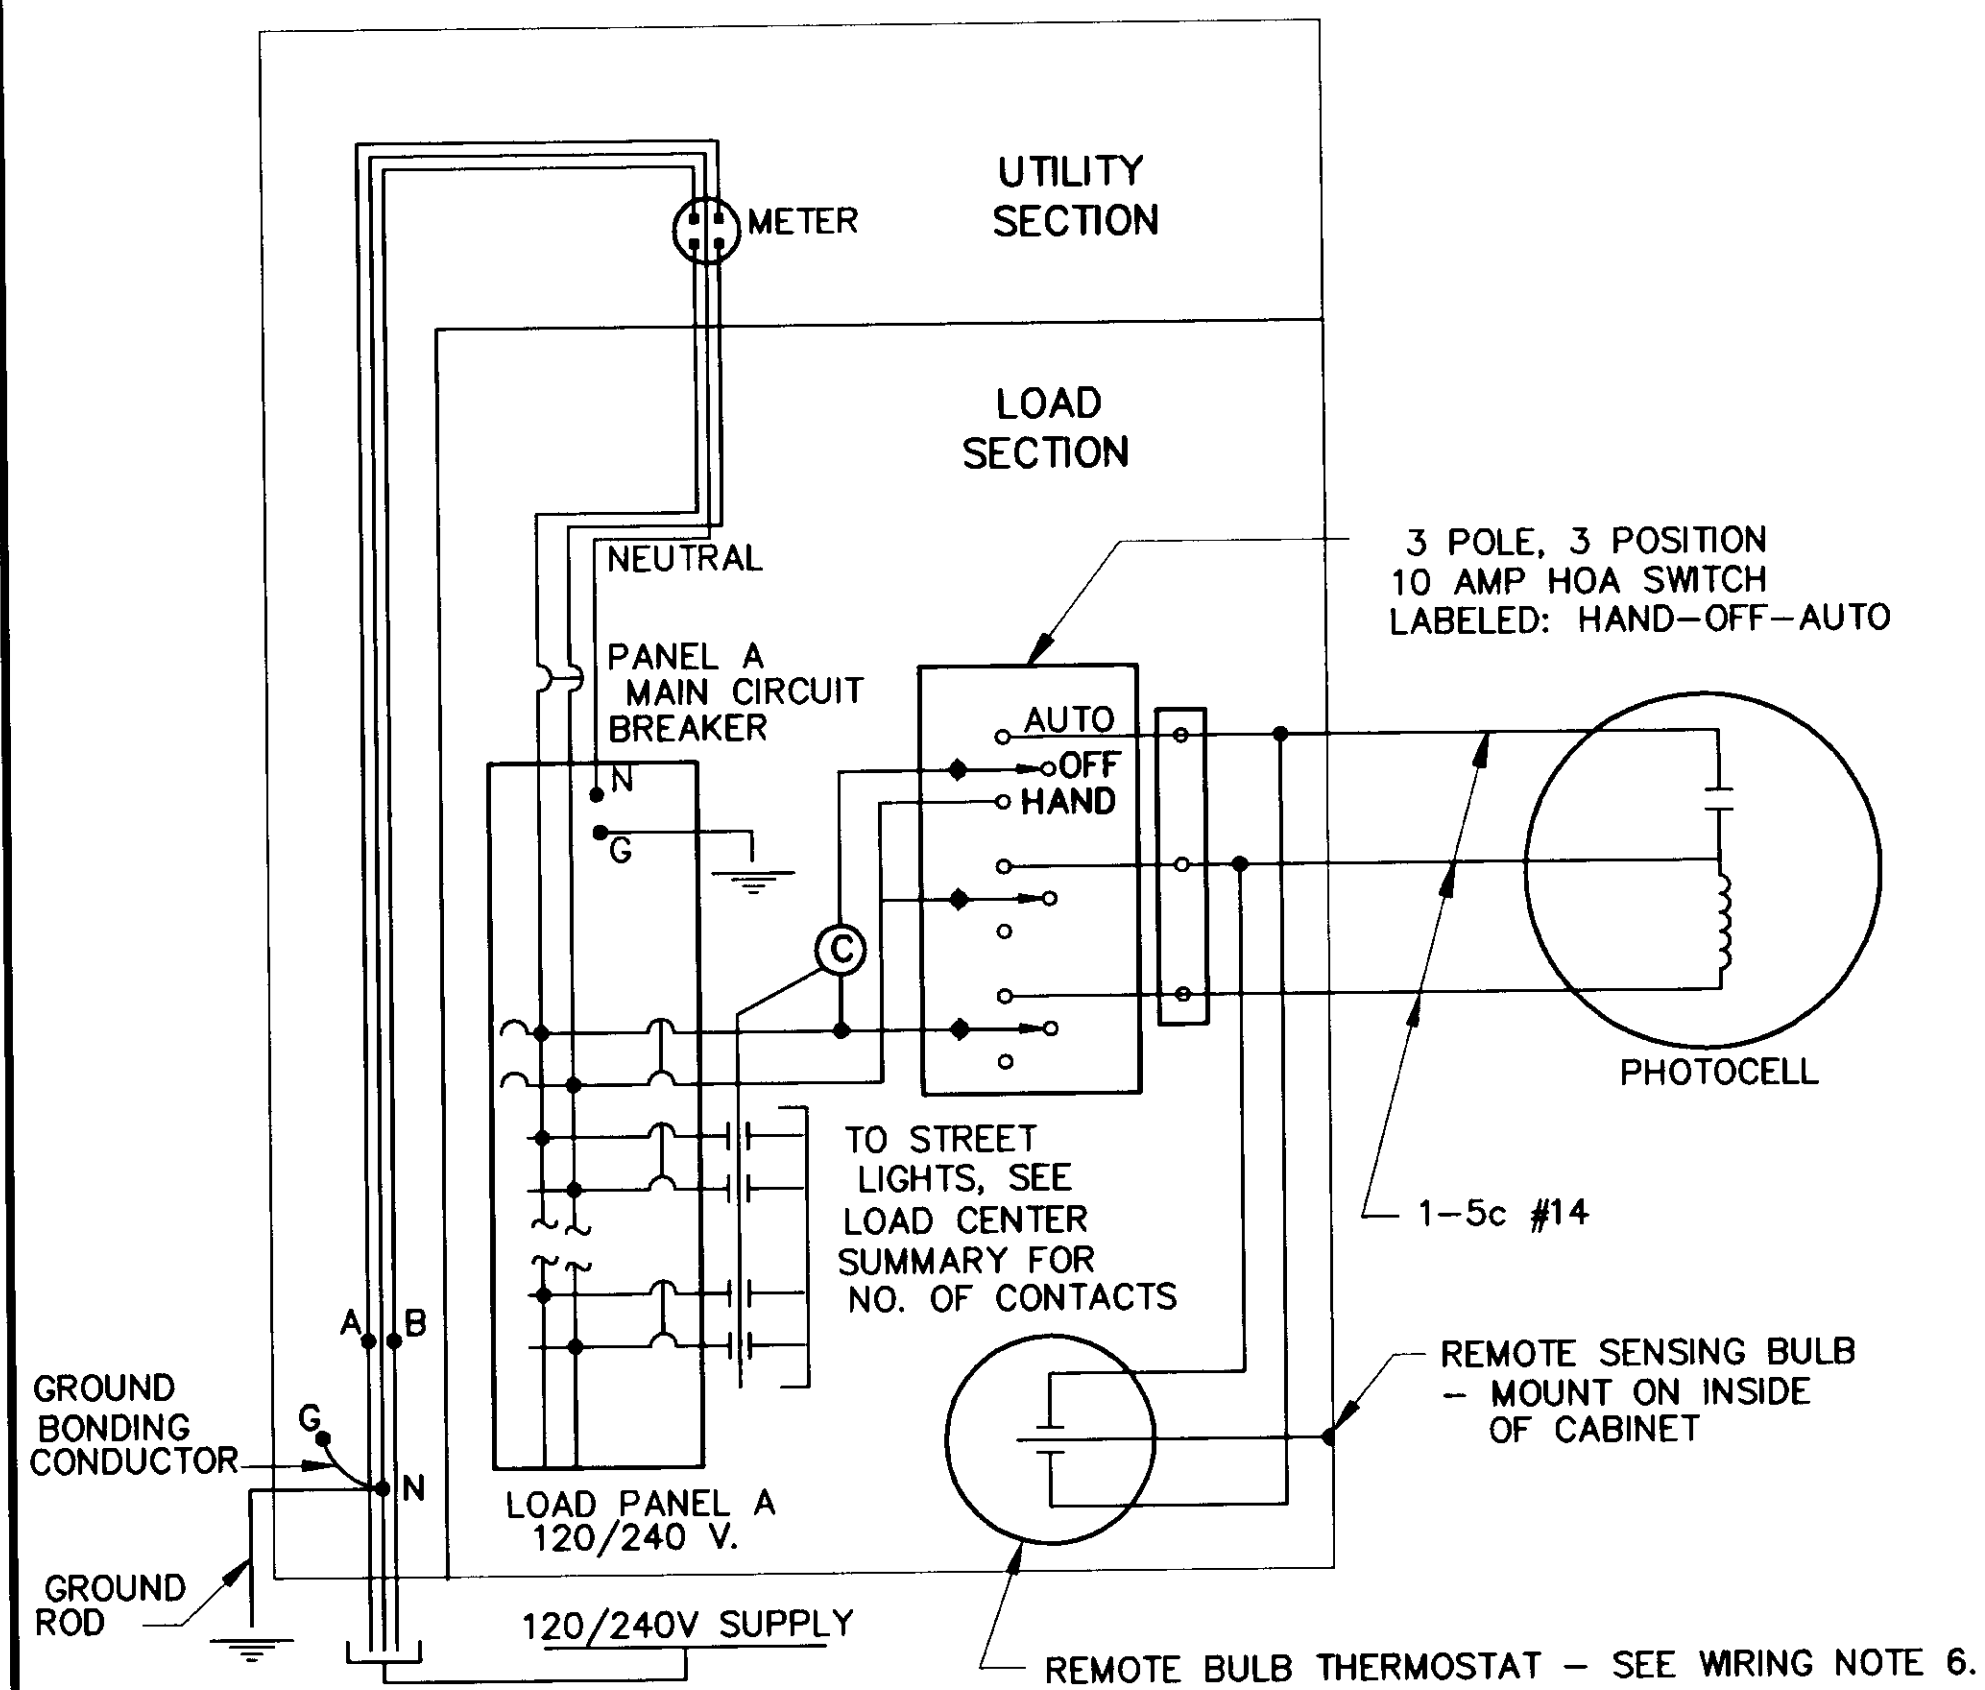 UTILITY
SECTION
METER
LOAD
SECTION
NEUTRAL
3 POLE, 3 POSITION
10 AMP HOA SWITCH
LABELED: HAND-OFF-AUTO
PANEL A
MAIN CIRCUIT
BREAKER
AUTO
OFF
HAND
N
G
C
PHOTOCELL
TO STREET
LIGHTS, SEE
LOAD CENTER
SUMMARY FOR
NO. OF CONTACTS
1-5c #14
A
B
REMOTE SENSING BULB
- MOUNT ON INSIDE
OF CABINET
GROUND
BONDING
CONDUCTOR
G
N
LOAD PANEL A
120/240 V.
GROUND
ROD
120/240V SUPPLY
REMOTE BULB THERMOSTAT - SEE WIRING NOTE 6.